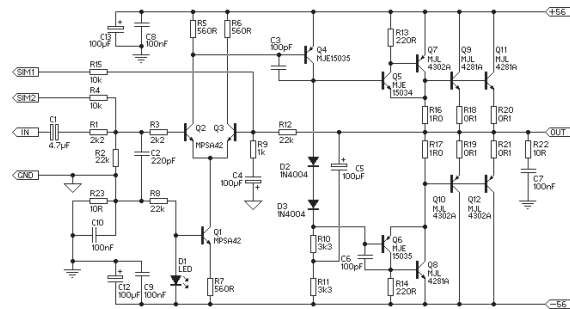 +56
C13
100µF
C8
100nF
R5
560R
R6
560R
C3
100pF
Q4
MJE15035
R13
220R
Q7
MJL
4302A
Q9
MJL
4281A
Q11
MJL
4281A
SIM1
R15
10k
SIM2
R4
10k
Q5
MJE
15034
R16
1R0
R18
0R1
R20
0R1
IN
C1
4.7µF
R1
2k2
R3
2k2
Q2
Q3
MPSA42
R12
22k
OUT
R2
22k
C2
220pF
R9
1k
C4
100µF
D2
1N4004
C5
100µF
R17
1R0
R19
0R1
R21
0R1
R22
10R
C7
100nF
GND
R23
10R
R8
22k
D3
1N4004
Q10
MJL
4302A
Q12
MJL
4302A
C10
100nF
Q1
MPSA42
R10
3k3
Q6
MJE
15035
C6
100pF
Q8
MJL
4281A
C12
100µF
C9
100nF
D1
LED
R7
560R
R11
3k3
R14
220R
-56